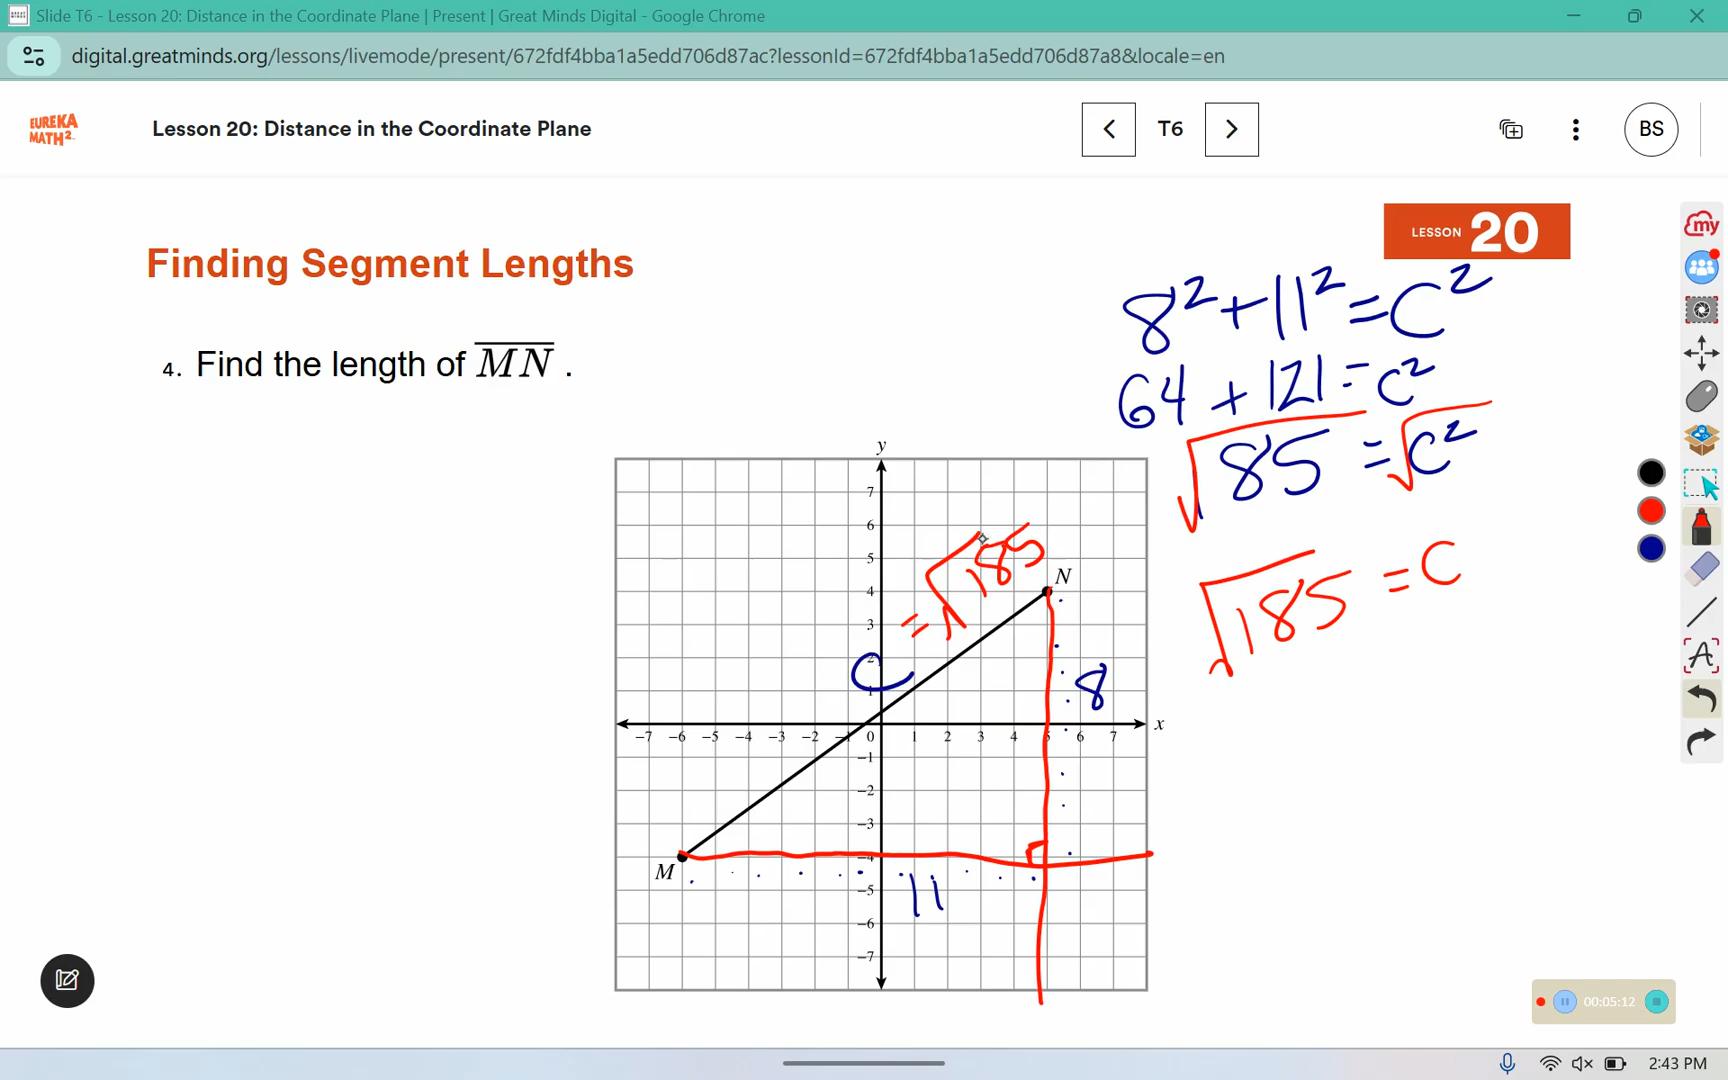 Slide T6 - Lesson 20: Distance in the Coordinate Plane | Present | Great Minds Digital - Google Chrome
digital.greatminds.org/lessons/livemode/present/672fdf4bba1a5edd706d87ac?lessonId=672fdf4bba1a5edd706d87a8&locale=en
EUREKA
MATH²
Lesson 20: Distance in the Coordinate Plane
T6
BS
LESSON 20
my
Finding Segment Lengths
8² + 11² = C²
4. Find the length of MN.
64 + 121 = c²
√85 = √c²
√185 = C
y
7
6
5
4
3
2
1
= √185
N
C
8
x
-7 -6 -5 -4 -3 -2 -1 0 1 2 3 4 5 6 7
-1
-2
-3
-4
-5
-6
-7
M
11
A
00:05:12
2:43 PM